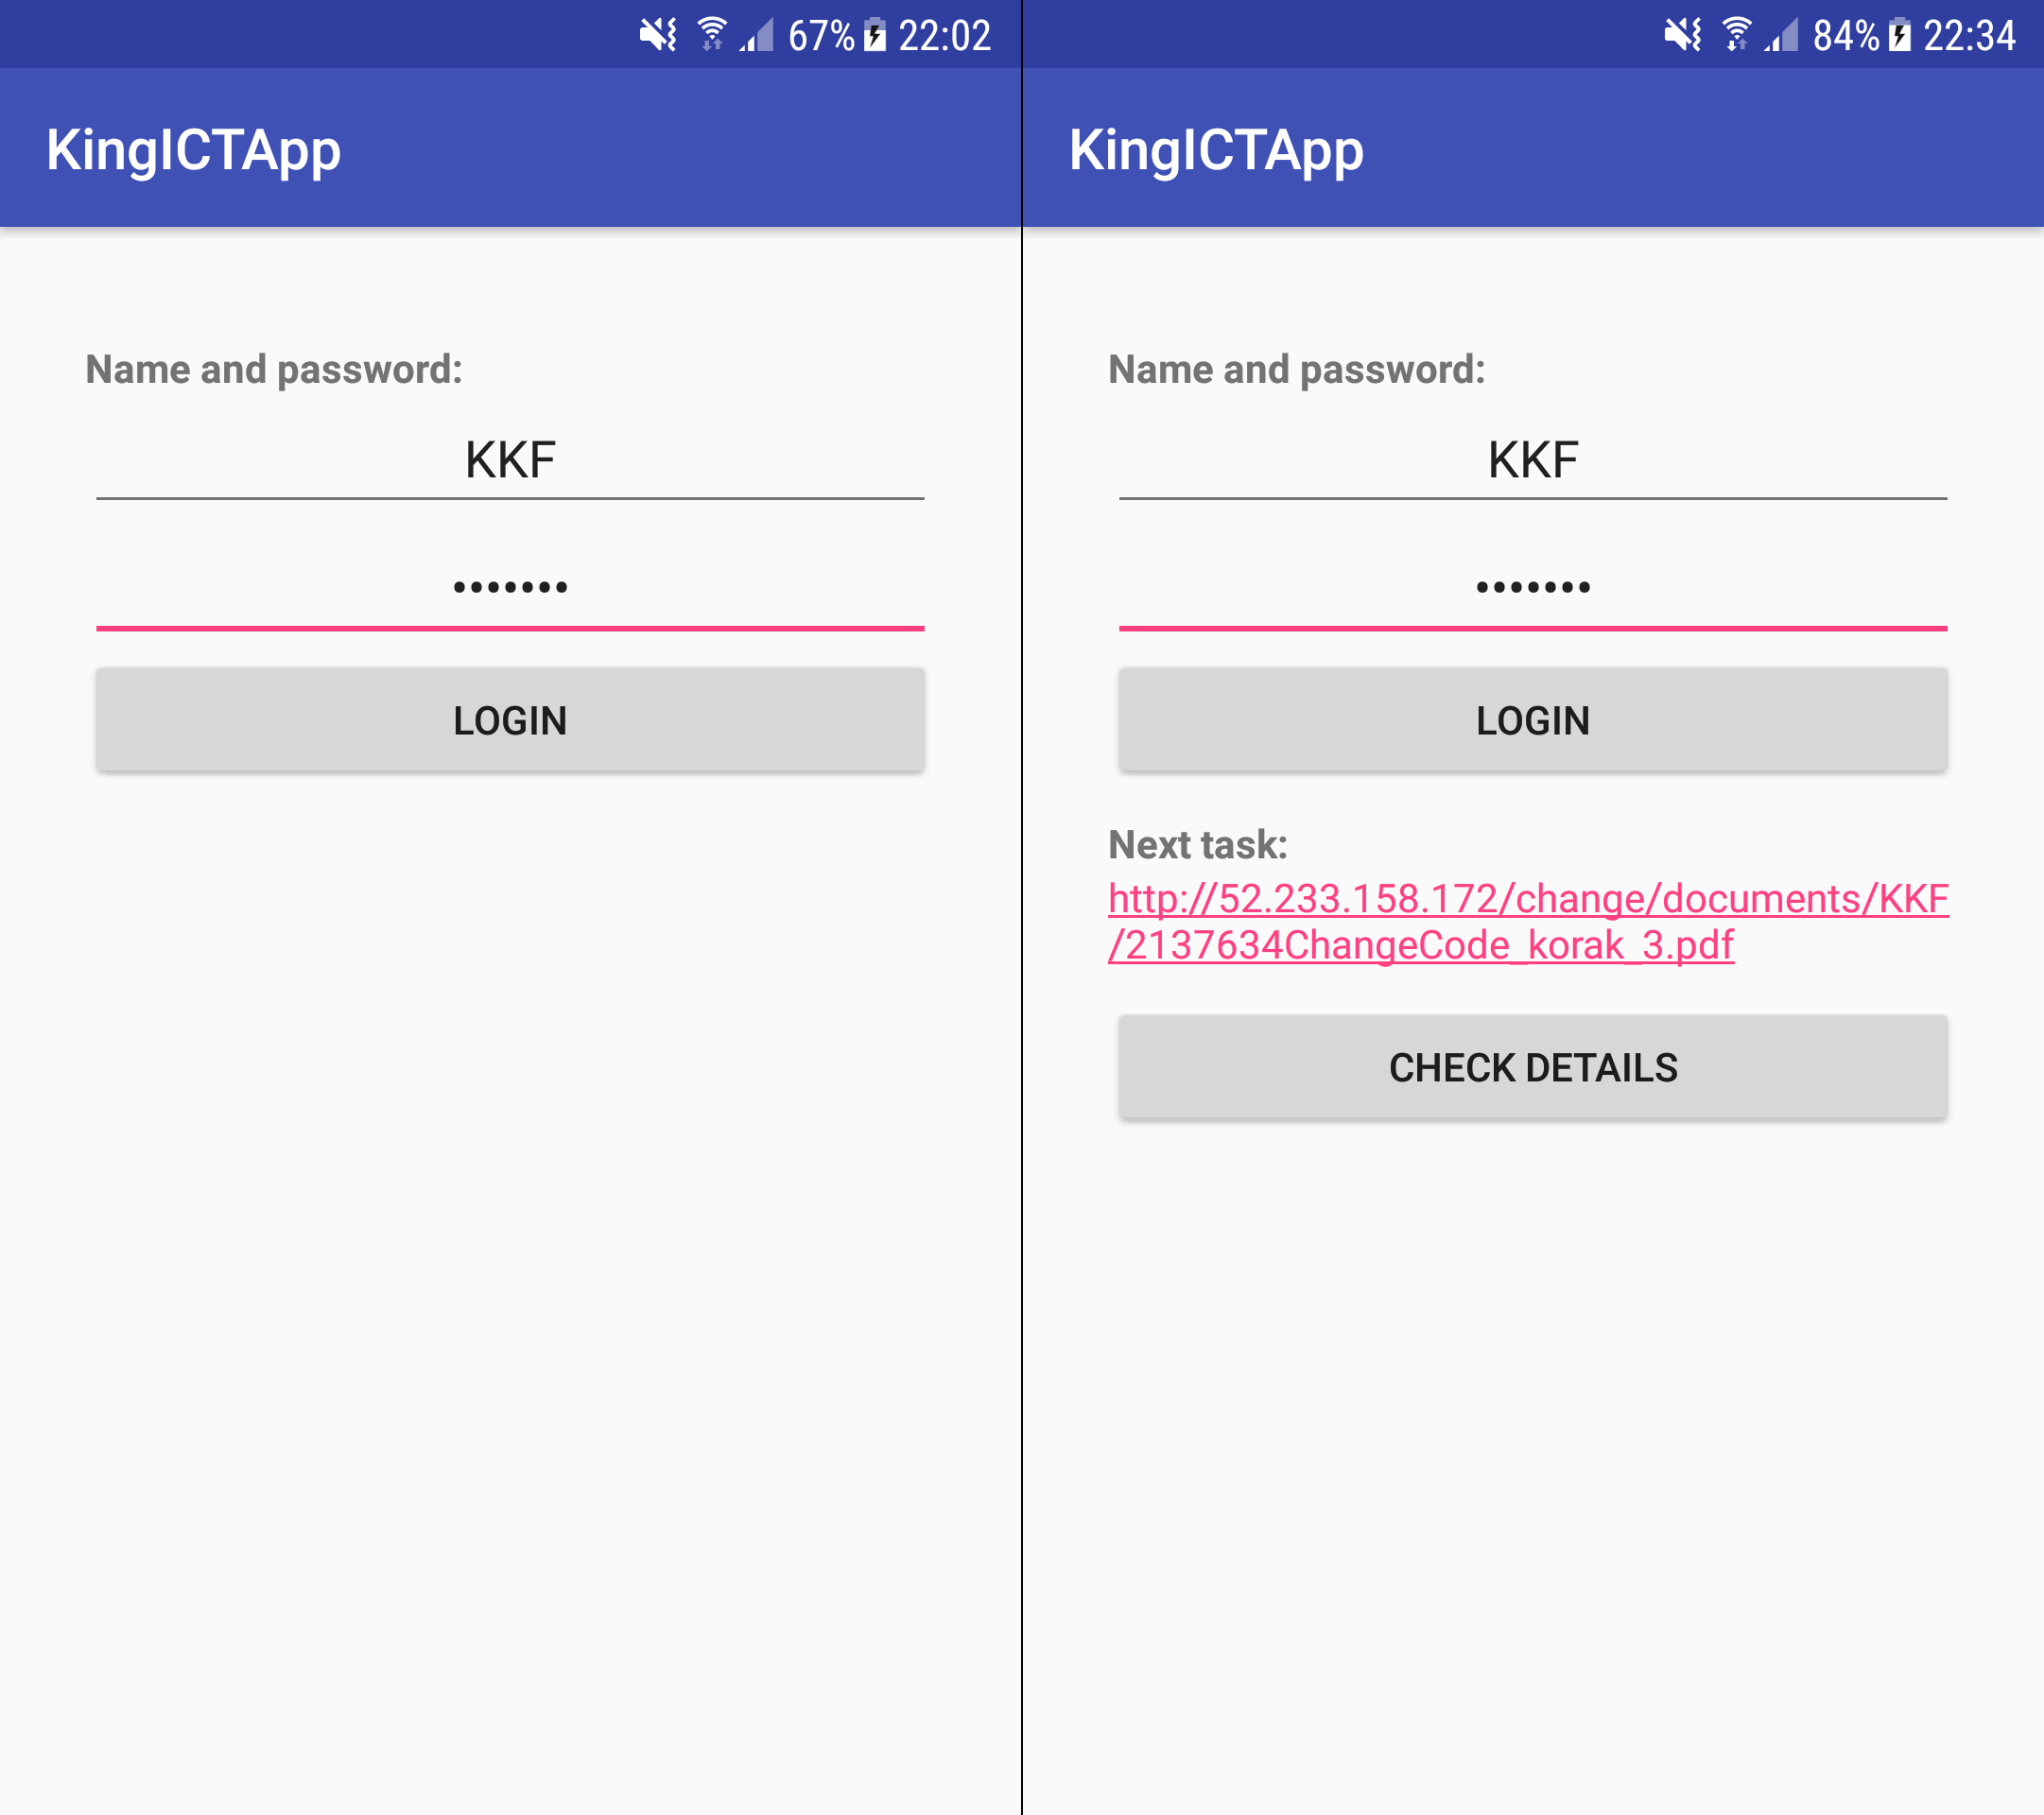 67% 22:02
KingICTApp
Name and password:
KKF
•••••••
LOGIN
84% 22:34
KingICTApp
Name and password:
KKF
•••••••
LOGIN
Next task:
http://52.233.158.172/change/documents/KKF
/2137634ChangeCode_korak_3.pdf
CHECK DETAILS